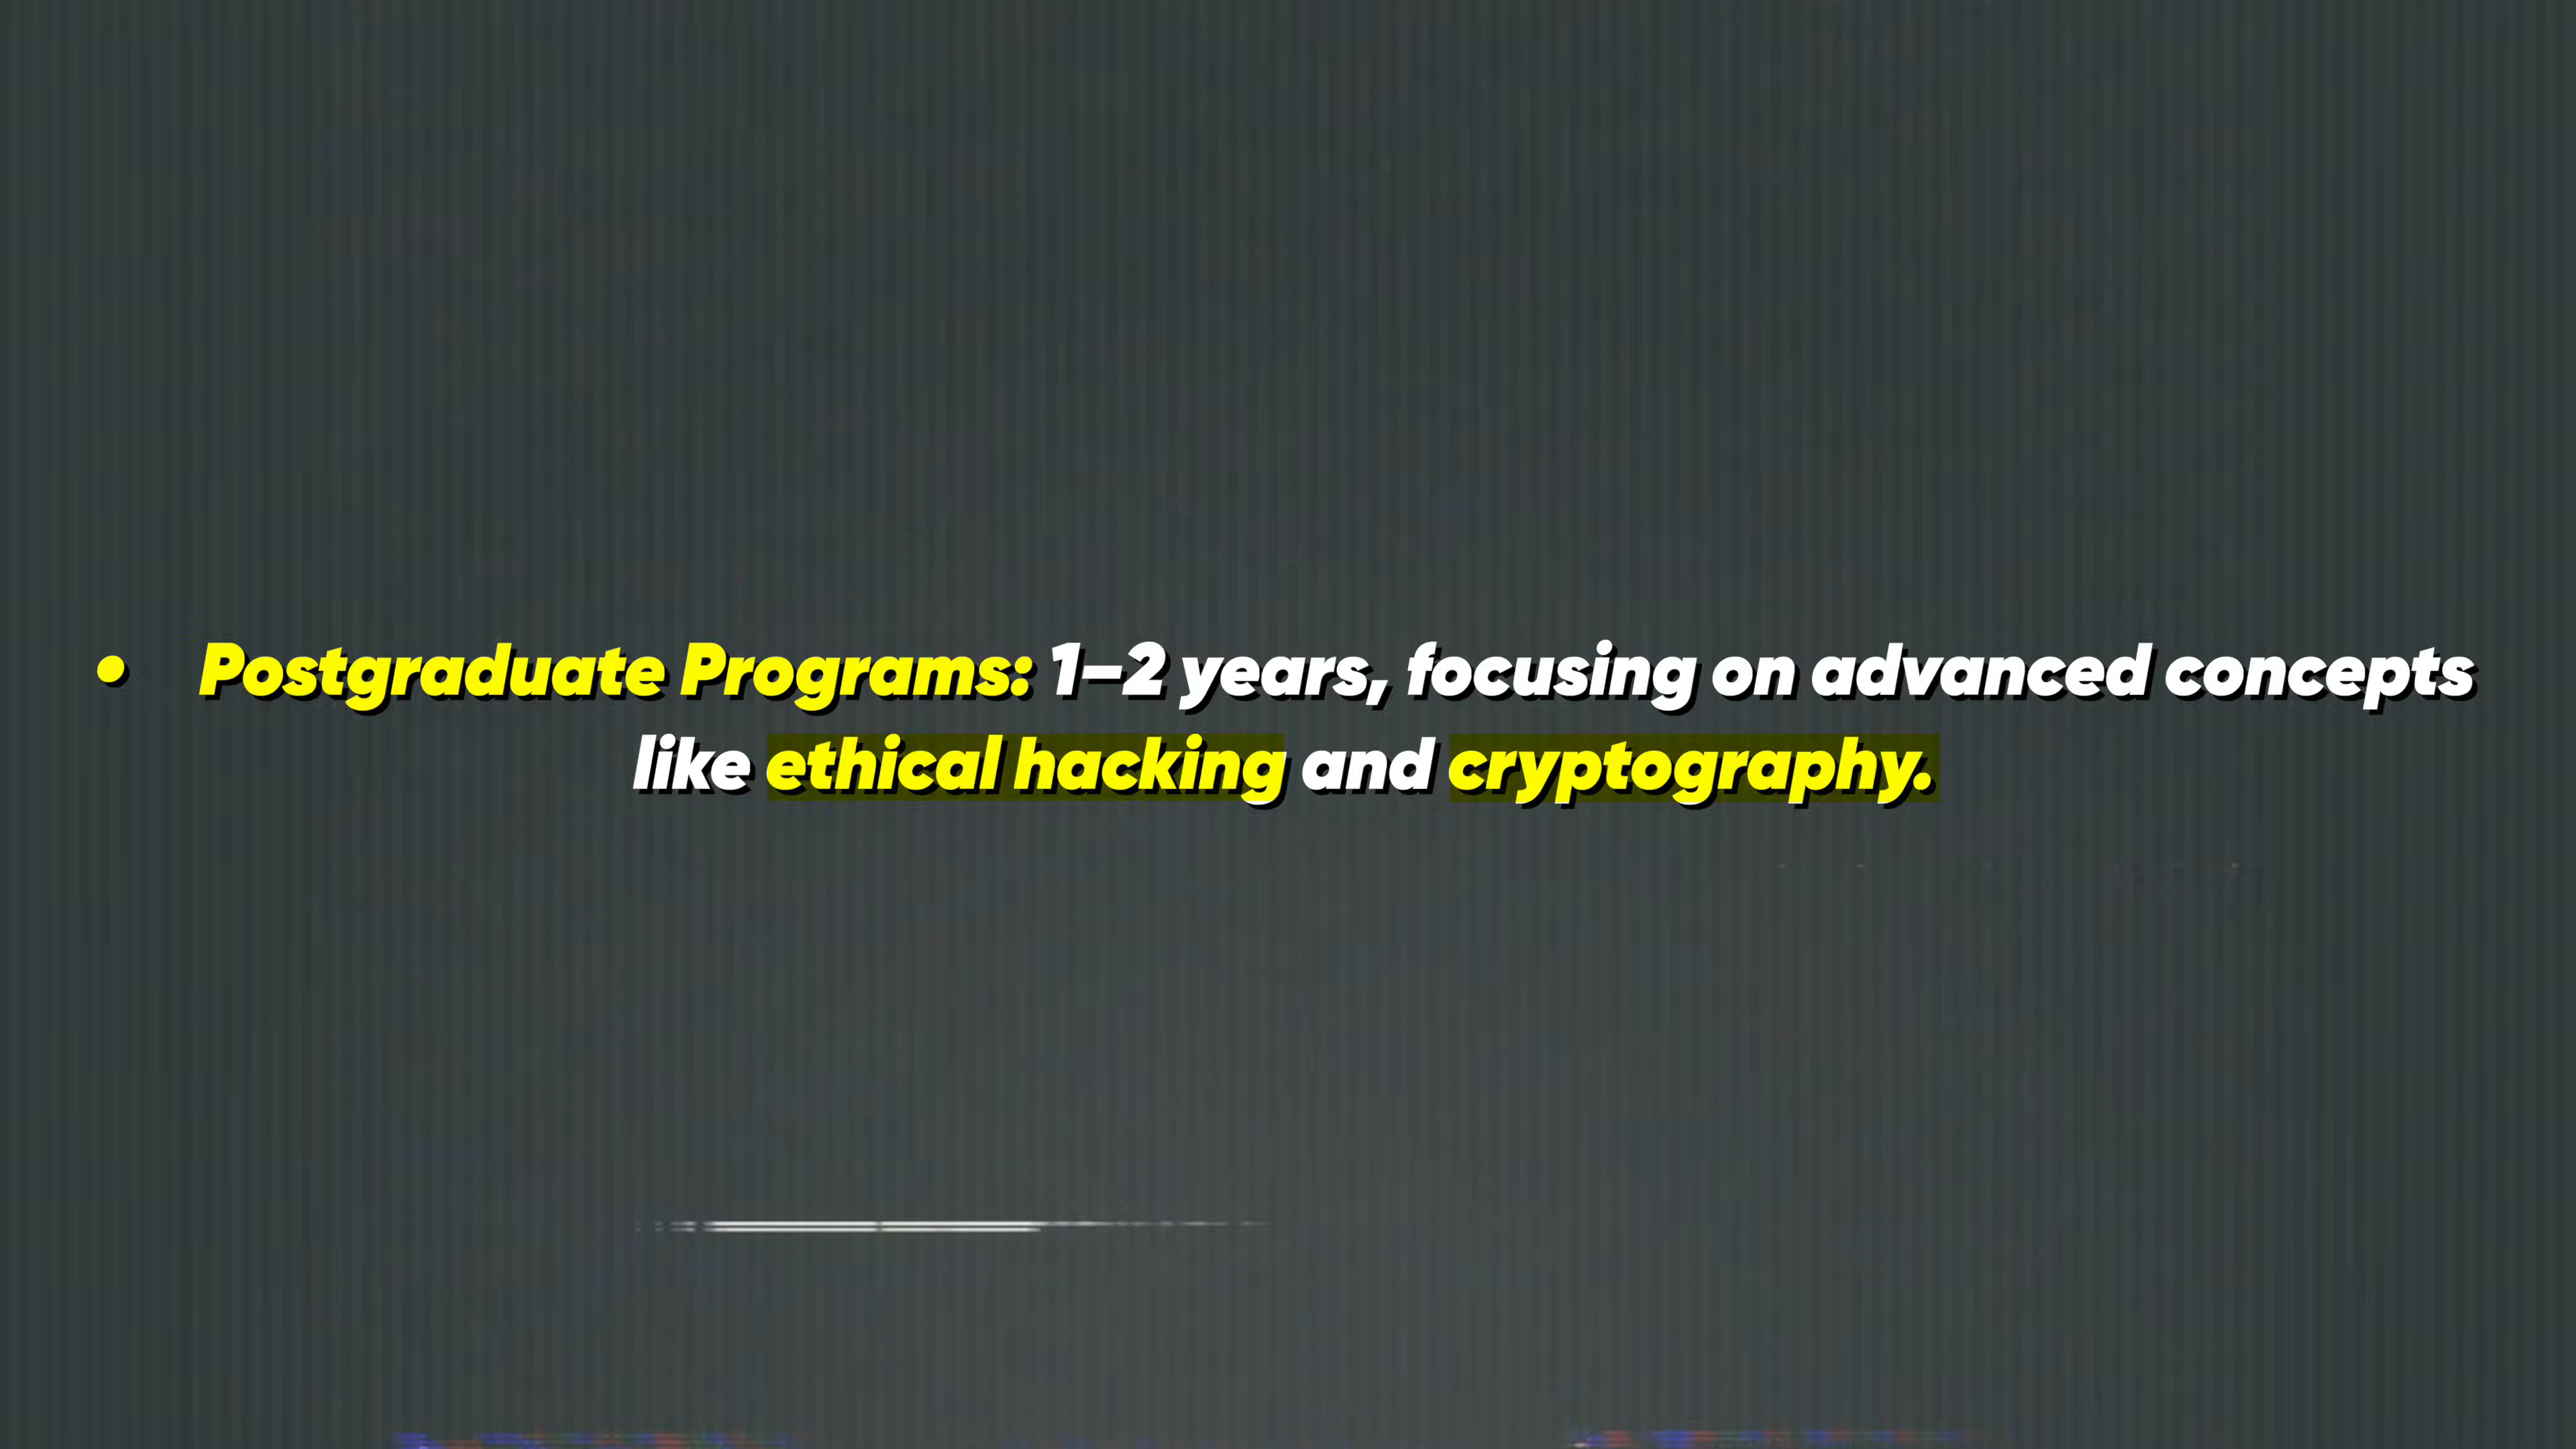 • Postgraduate Programs: 1–2 years, focusing on advanced concepts
like ethical hacking and cryptography.